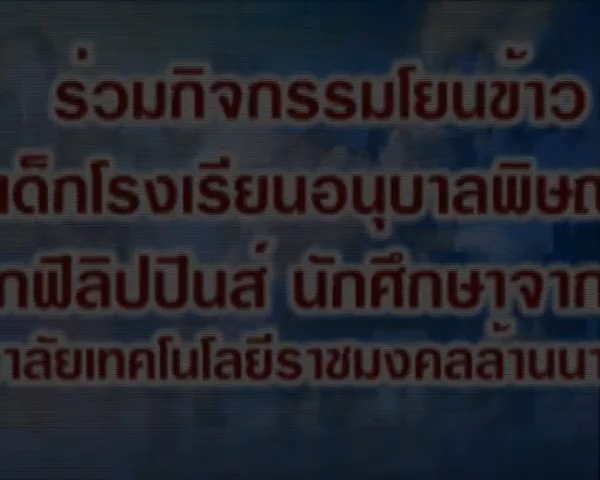 ร่วมกิจกรรมโยนข้าว
เด็กโรงเรียนอนุบาลพิษณ
กฟิลิปปินส์ นักศึกษาจาก
าลัยเทคโนโลยีราชมงคลล้านนา